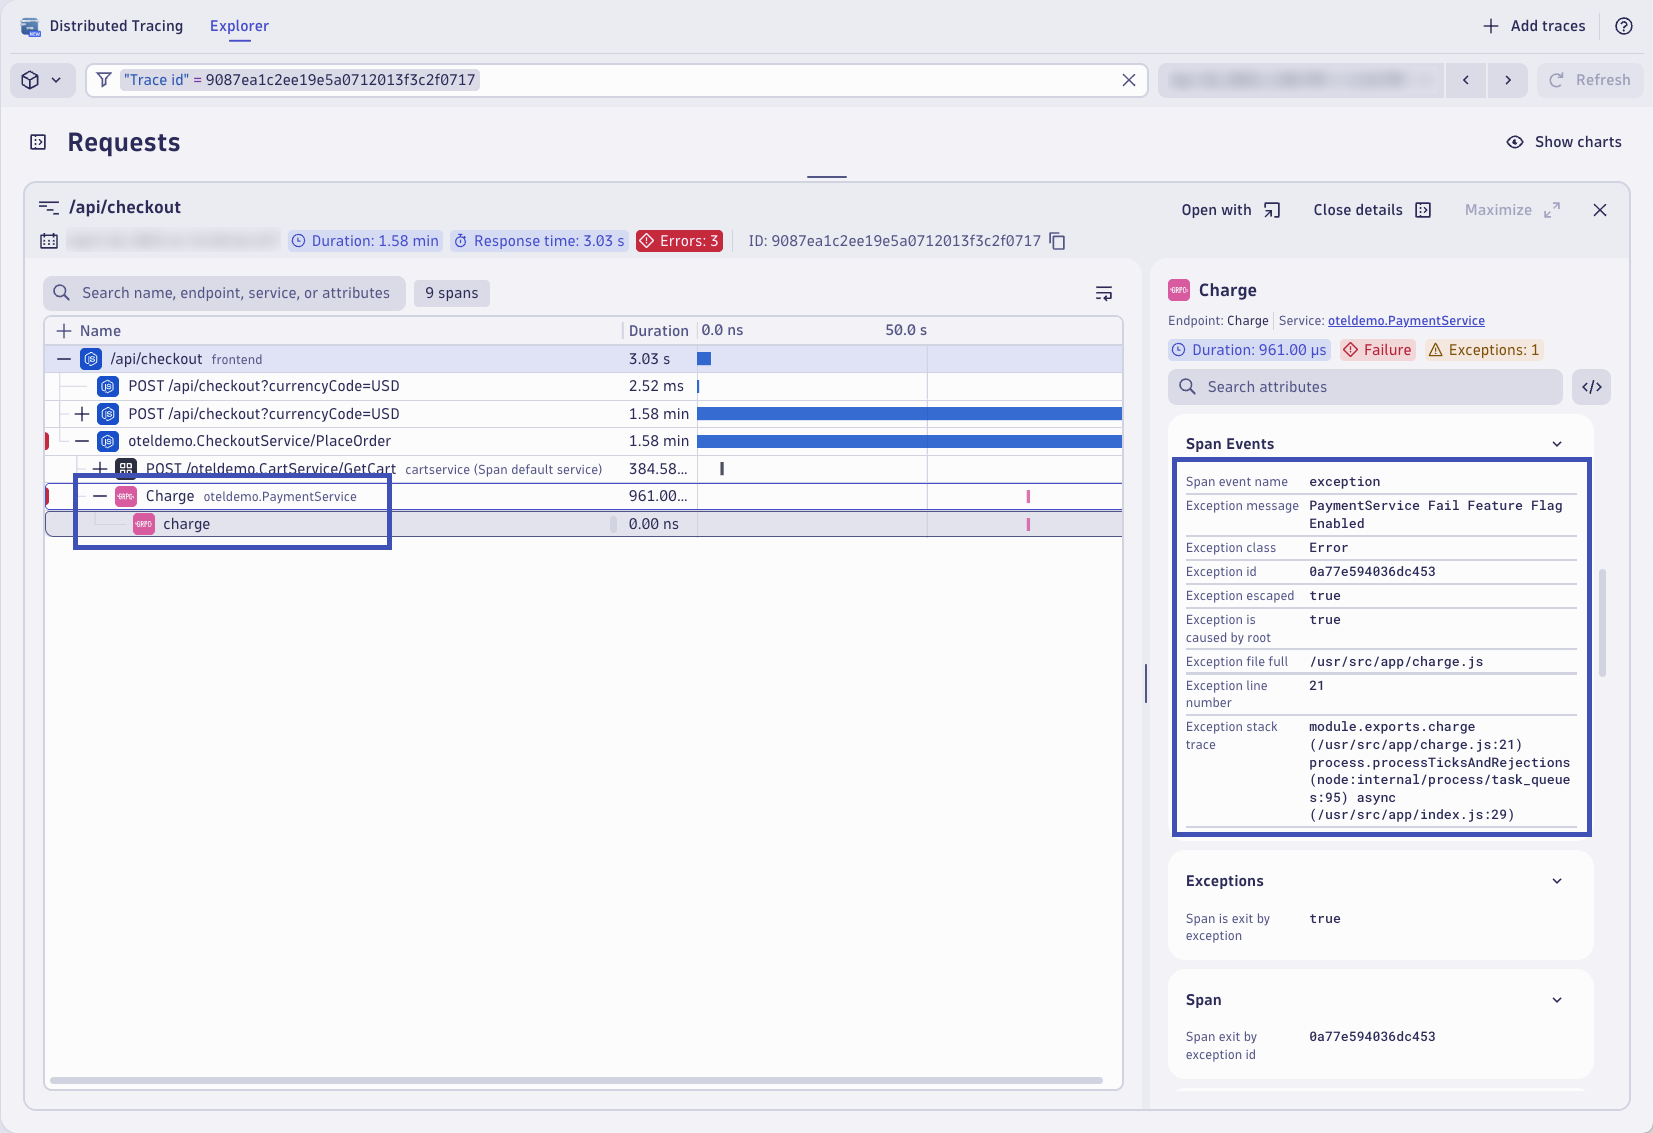 Distributed Tracing
Explorer
Add traces
"Trace id" = 9087ea1c2ee19e5a0712013f3c2f0717
Refresh
Requests
Show charts
/api/checkout
Open with
Close details
Maximize
Duration: 1.58 min
Response time: 3.03 s
Errors: 3
ID: 9087ea1c2ee19e5a0712013f3c2f0717
Search name, endpoint, service, or attributes
9 spans
Name Duration 0.0 ns 50.0 s
/api/checkout frontend 3.03 s
POST /api/checkout?currencyCode=USD 2.52 ms
POST /api/checkout?currencyCode=USD 1.58 min
oteldemo.CheckoutService/PlaceOrder 1.58 min
POST /oteldemo.CartService/GetCart cartservice (Span default service) 384.58...
Charge oteldemo.PaymentService 961.00...
charge 0.00 ns
Charge
Endpoint: Charge Service: oteldemo.PaymentService
Duration: 961.00 µs
Failure
Exceptions: 1
Search attributes
</>
Span Events
Span event name exception
Exception message PaymentService Fail Feature Flag
Enabled
Exception class Error
Exception id 0a77e594036dc453
Exception escaped true
Exception is true
caused by root
Exception file full /usr/src/app/charge.js
Exception line 21
number
Exception stack module.exports.charge
trace (/usr/src/app/charge.js:21)
process.processTicksAndRejections
(node:internal/process/task_queue
s:95) async
(/usr/src/app/index.js:29)
Exceptions
Span is exit by true
exception
Span
Span exit by 0a77e594036dc453
exception id